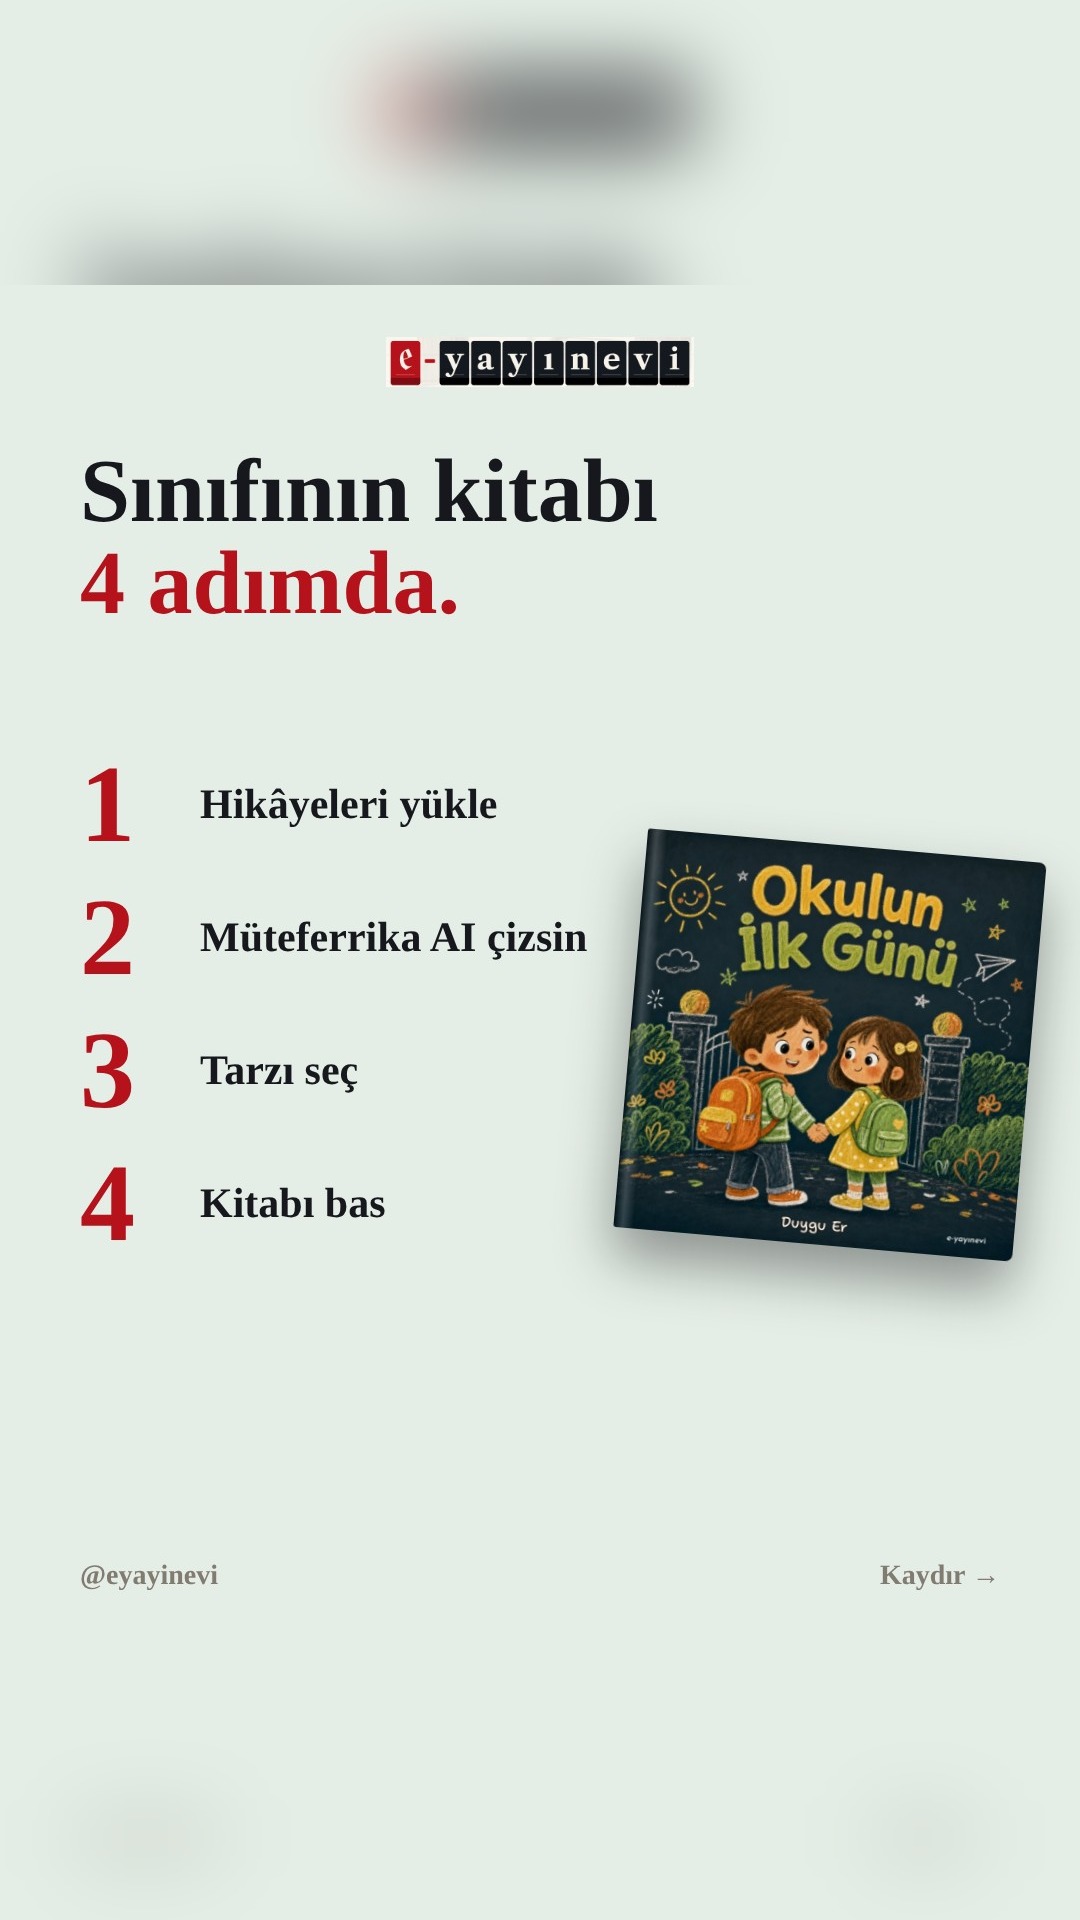 e-yayınevi
Sınıfının kitabı
4 adımda.
1 Hikâyeleri yükle
2 Müteferrika AI çizsin
3 Tarzı seç
4 Kitabı bas
Okulun
İlk Günü
Duygu Er
e-yayınevi
@eyayinevi
Kaydır →